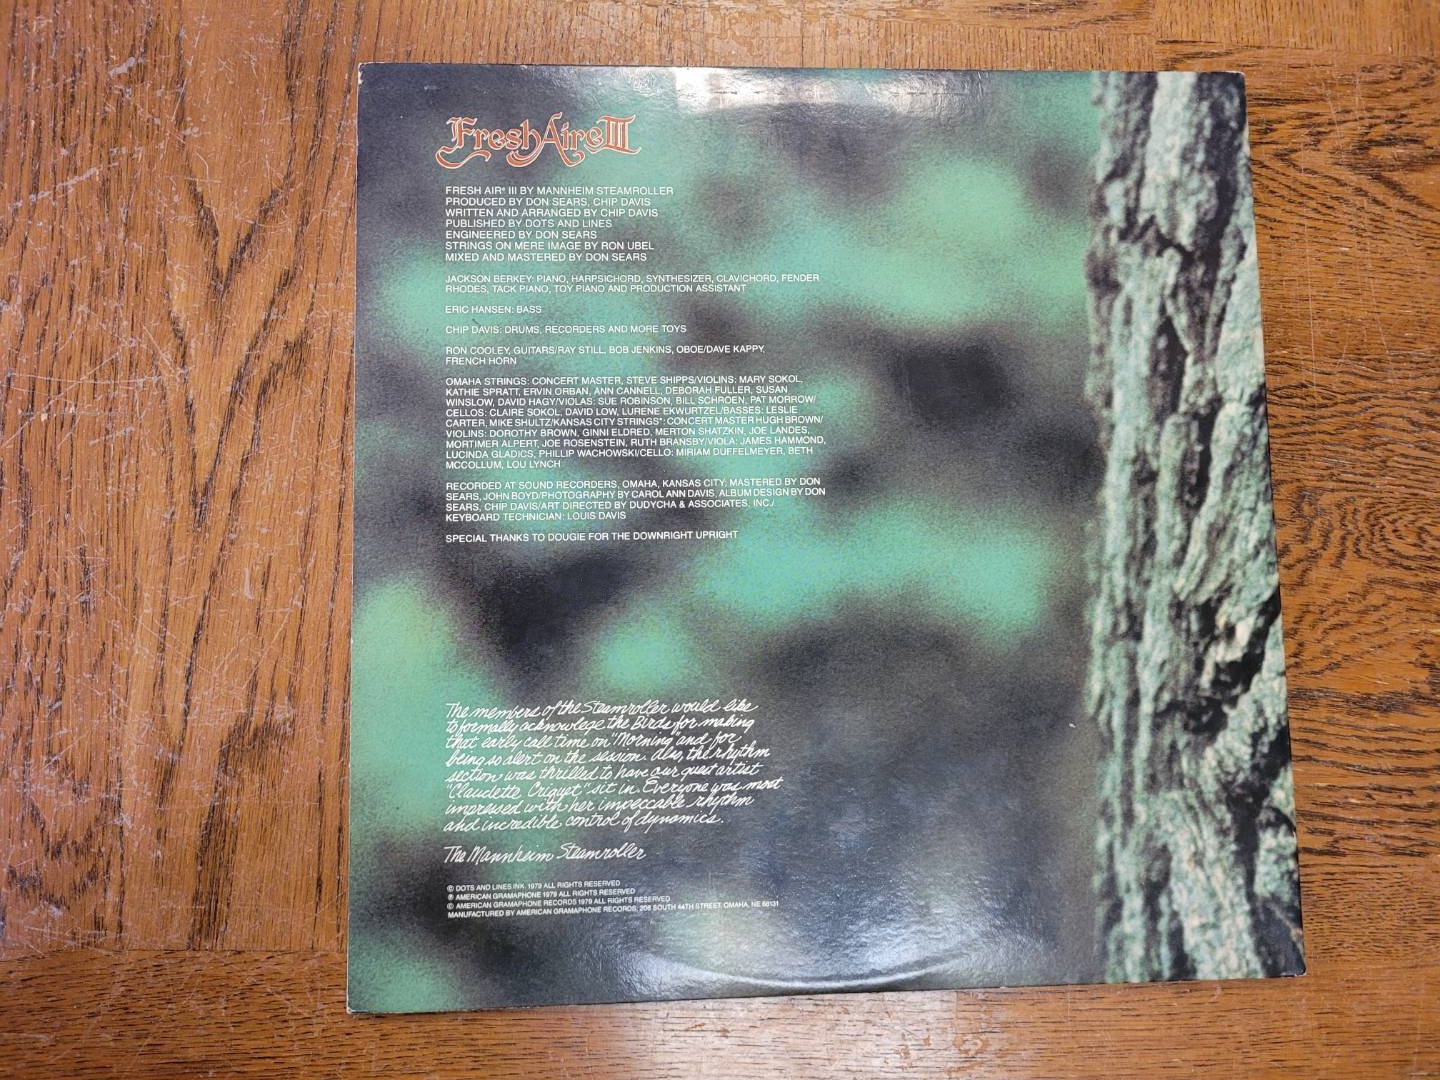 Fresh Aire III
FRESH AIR® III BY MANNHEIM STEAMROLLER
PRODUCED BY DON SEARS, CHIP DAVIS
WRITTEN AND ARRANGED BY CHIP DAVIS
PUBLISHED BY DOTS AND LINES
ENGINEERED BY DON SEARS
STRINGS ON MERE IMAGE BY RON UBEL
MIXED AND MASTERED BY DON SEARS
JACKSON BERKEY: PIANO, HARPSICHORD, SYNTHESIZER, CLAVICHORD, FENDER
RHODES, TACK PIANO, TOY PIANO AND PRODUCTION ASSISTANT
ERIC HANSEN: BASS
CHIP DAVIS: DRUMS, RECORDERS AND MORE TOYS
RON COOLEY, GUITARS/RAY STILL, BOB JENKINS, OBOE/DAVE KAPPY,
FRENCH HORN
OMAHA STRINGS: CONCERT MASTER, STEVE SHIPPS/VIOLINS: MARY SOKOL,
KATHIE SPRATT, ERVIN ORBAN, ANN CANNELL, DEBORAH FULLER, SUSAN
WINSLOW, DAVID HAGY/VIOLAS: SUE ROBINSON, BILL SCHROEN, PAT MORROW/
CELLOS: CLAIRE SOKOL, DAVID LOW, LURENE EKWURTZEL/BASSES: LESLIE
CARTER, MIKE SHULTZ/KANSAS CITY STRINGS*: CONCERT MASTER HUGH BROWN/
VIOLINS: DOROTHY BROWN, GINNI ELDRED, MERTON SHATZKIN, JOE LANDES,
MORTIMER ALPERT, JOE ROSENSTEIN, RUTH BRANSBY/VIOLA: JAMES HAMMOND,
LUCINDA GLADICS, PHILLIP WACHOWSKI/CELLO: MIRIAM DUFFELMEYER, BETH
MCCOLLUM, LOU LYNCH
RECORDED AT SOUND RECORDERS, OMAHA, KANSAS CITY: MASTERED BY DON
SEARS, JOHN BOYD/PHOTOGRAPHY BY CAROL ANN DAVIS, ALBUM DESIGN BY DON
SEARS, CHIP DAVIS/ART DIRECTED BY DUDYCHA & ASSOCIATES, INC./
KEYBOARD TECHNICIAN: LOUIS DAVIS
SPECIAL THANKS TO DOUGIE FOR THE DOWNRIGHT UPRIGHT
The members of the Steamroller would like
to formally acknowlege the Birds for making
that early call time on "Morning" and for
being so alert on the session. Also, the rhythm
section was thrilled to have our guest artist
"Claudette Criquet" sit in. Everyone was most
impressed with her impeccable rhythm
and incredible control of dynamics.
The Mannheim Steamroller
© DOTS AND LINES INK 1979 ALL RIGHTS RESERVED
℗ AMERICAN GRAMAPHONE 1979 ALL RIGHTS RESERVED
© AMERICAN GRAMAPHONE RECORDS 1979 ALL RIGHTS RESERVED
MANUFACTURED BY AMERICAN GRAMAPHONE RECORDS, 208 SOUTH 44TH STREET, OMAHA, NE 68131